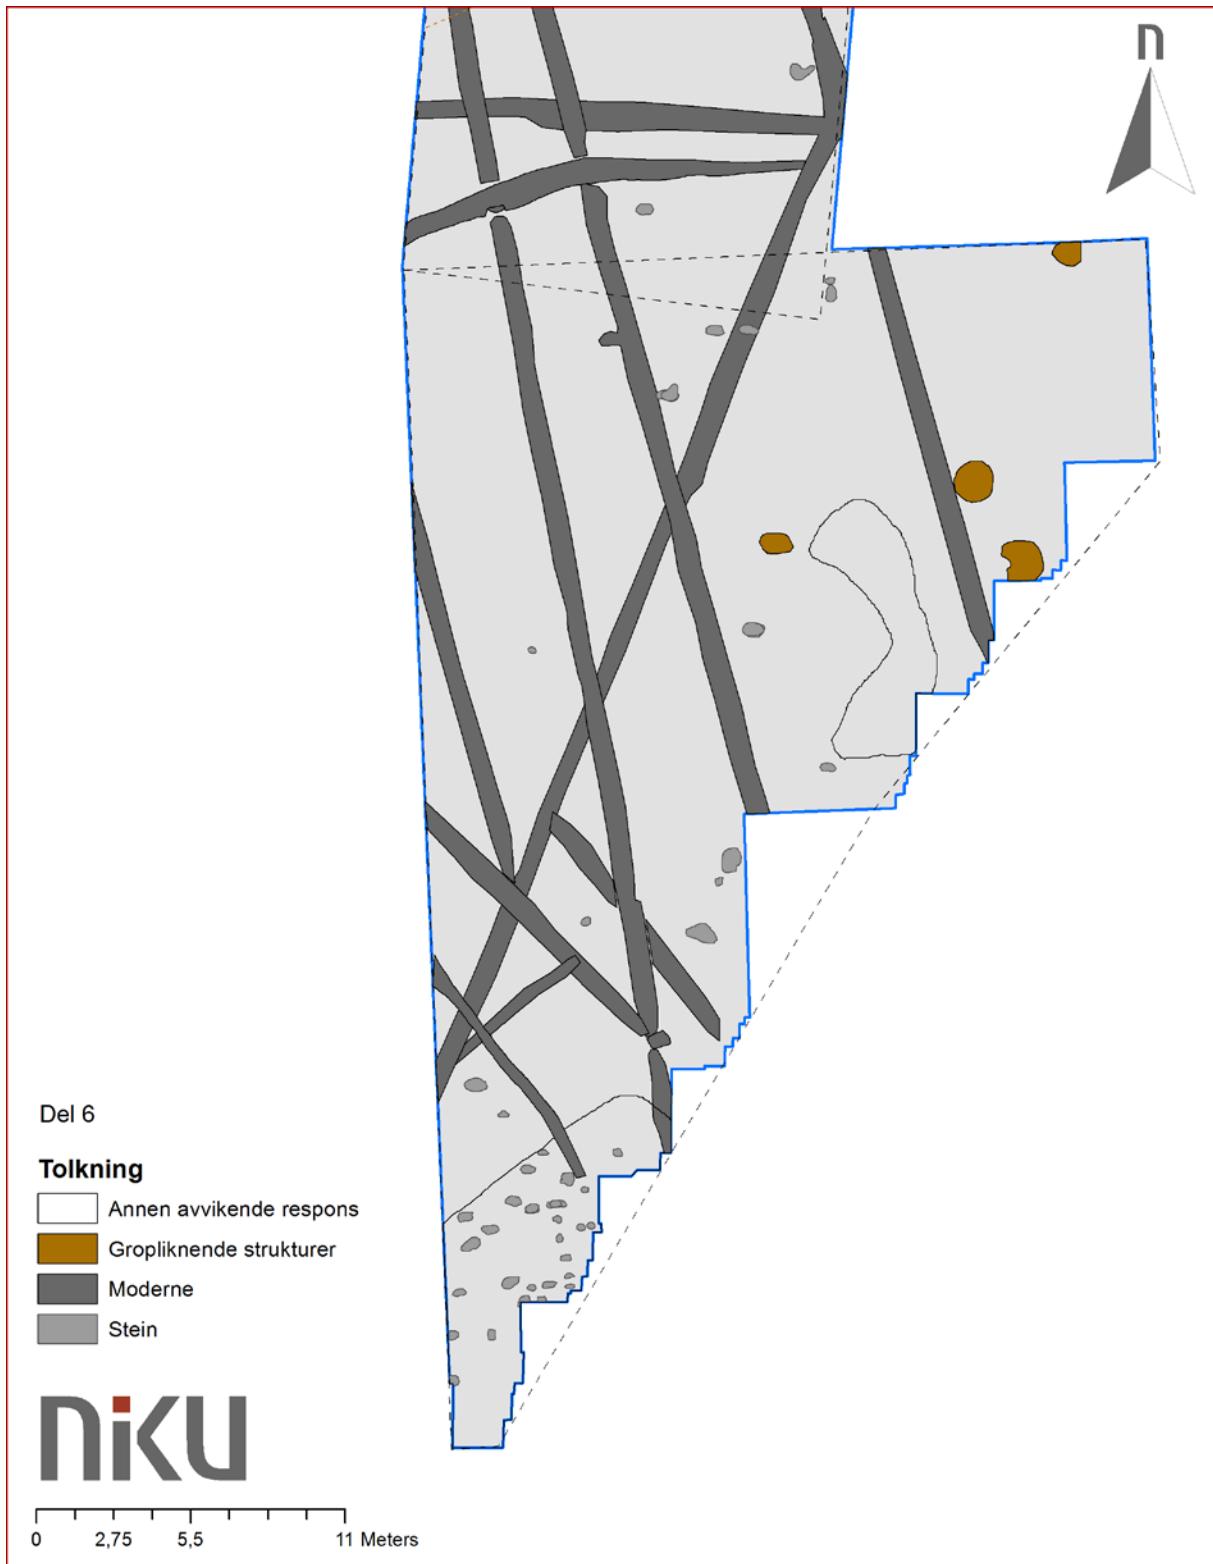 n
Del 6
Tolkning
Annen avvikende respons
Gropliknende strukturer
Moderne
Stein
niku
0 2,75 5,5 11 Meters